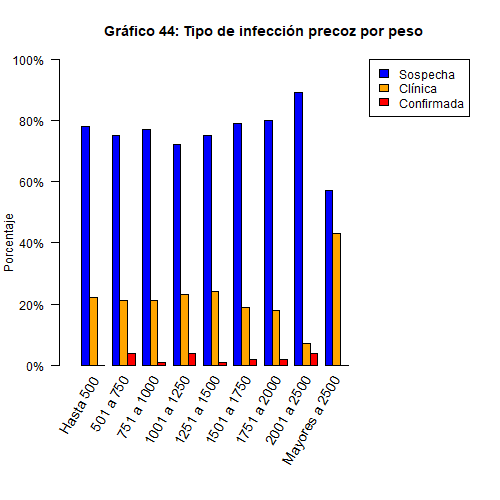 Gráfico 44: Tipo de infección precoz por peso
100%
80%
60%
40%
20%
0%
Porcentaje
Sospecha
Clínica
Confirmada
Hasta 500
501 a 750
751 a 1000
1001 a 1250
1251 a 1500
1501 a 1750
1751 a 2000
2001 a 2500
Mayores a 2500